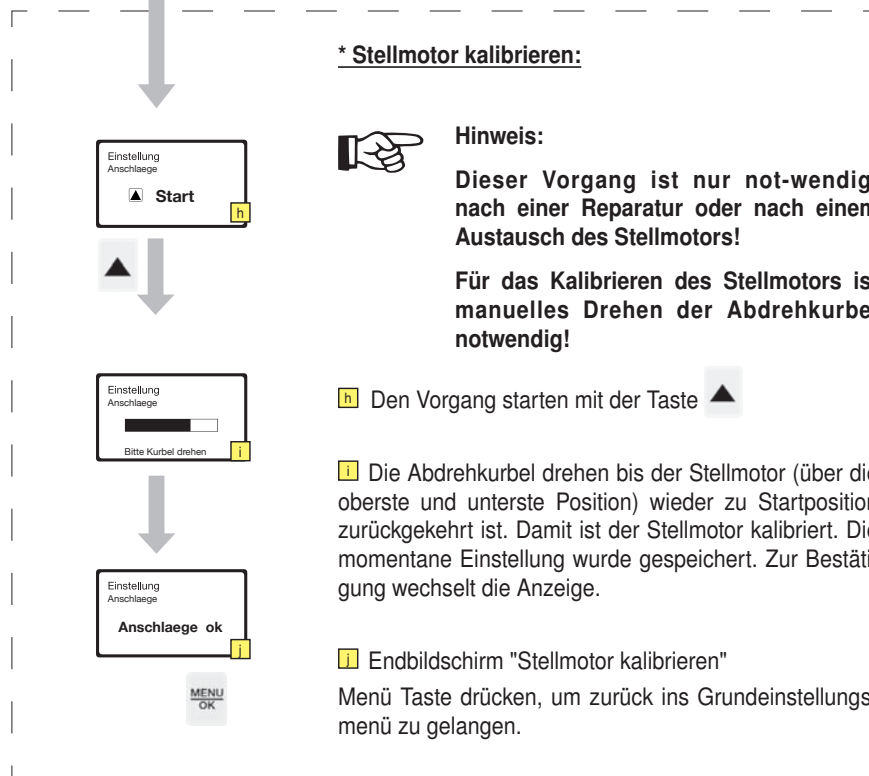 Einstellung
Anschlaege
Start
h
Einstellung
Anschlaege
Bitte Kurbel drehen
i
Einstellung
Anschlaege
Anschlaege ok
j
MENU
OK
* Stellmotor kalibrieren:
Hinweis:
Dieser Vorgang ist nur not-wendig
nach einer Reparatur oder nach einem
Austausch des Stellmotors!
Für das Kalibrieren des Stellmotors is
manuelles Drehen der Abdrehkurbe
notwendig!
h Den Vorgang starten mit der Taste
i Die Abdrehkurbel drehen bis der Stellmotor (über die
oberste und unterste Position) wieder zu Startposition
zurückgekehrt ist. Damit ist der Stellmotor kalibriert. Die
momentane Einstellung wurde gespeichert. Zur Bestäti
gung wechselt die Anzeige.
j Endbildschirm "Stellmotor kalibrieren"
Menü Taste drücken, um zurück ins Grundeinstellungs
menü zu gelangen.